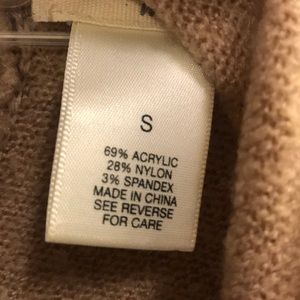 S
69% ACRYLIC
28% NYLON
3% SPANDEX
MADE IN CHINA
SEE REVERSE
FOR CARE